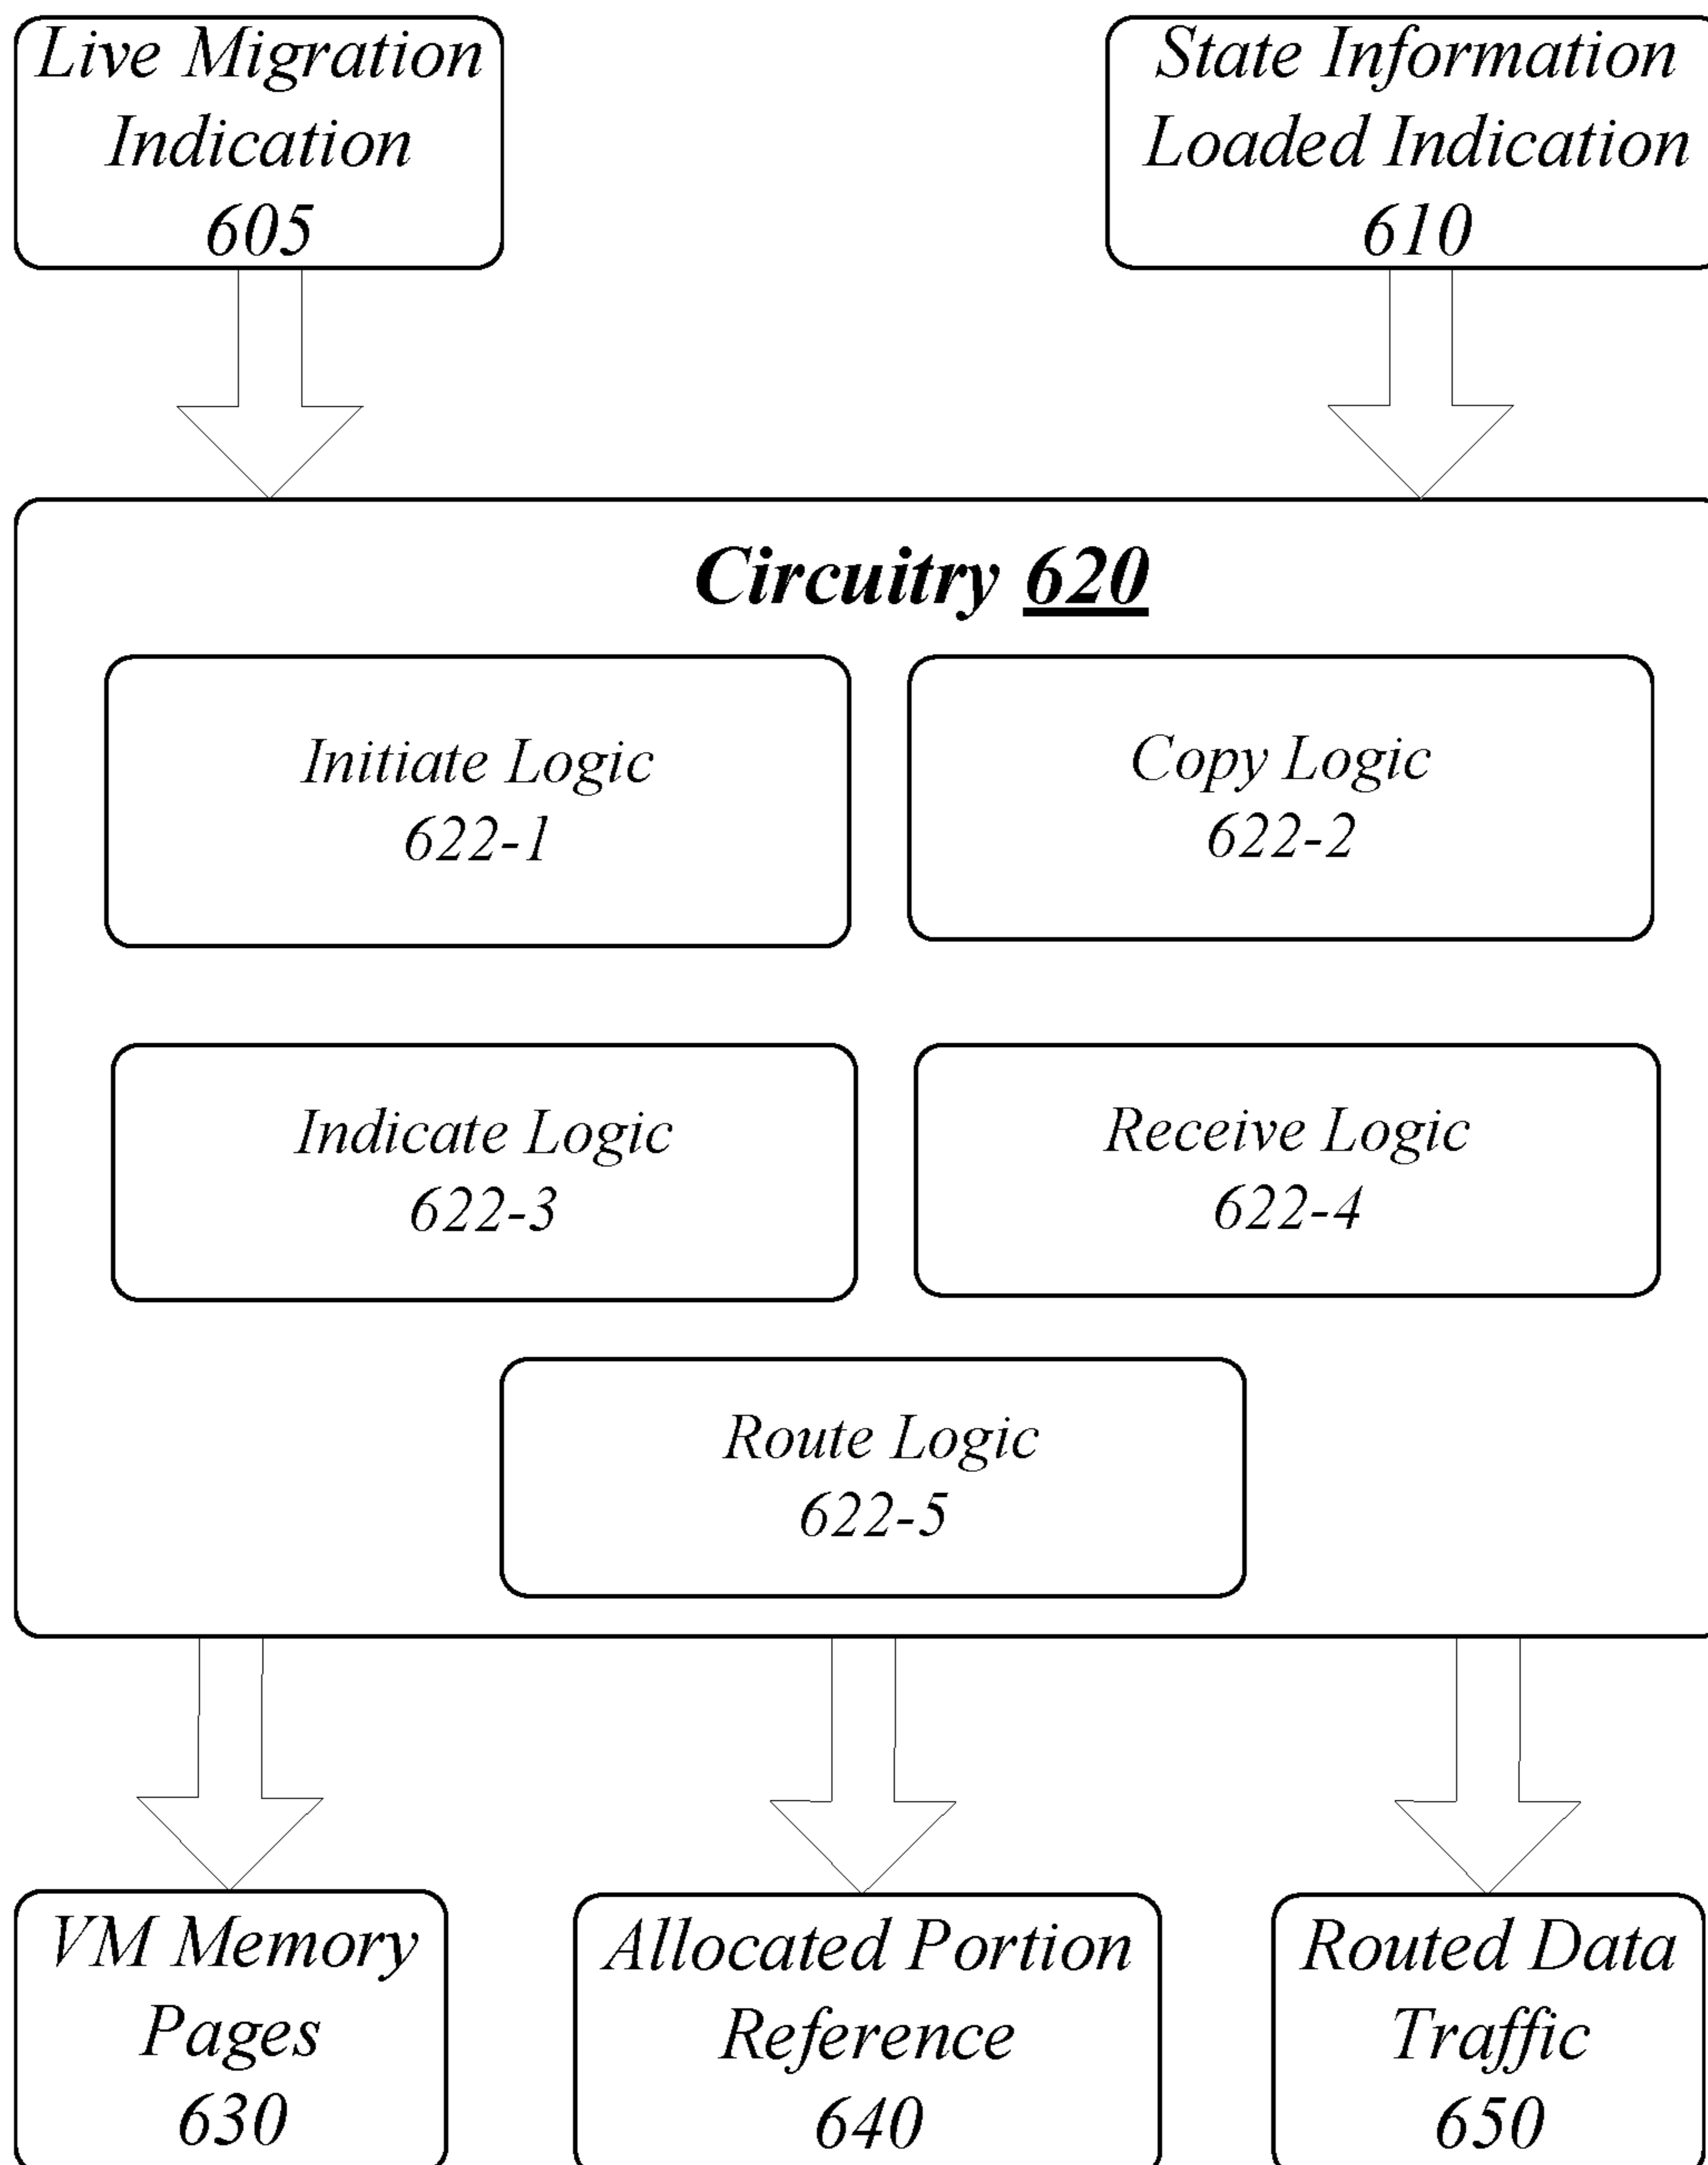 Live Migration
Indication
605
State Information
Loaded Indication
610
Circuitry 620
Initiate Logic
622-1
Copy Logic
622-2
Indicate Logic
622-3
Receive Logic
622-4
Route Logic
622-5
VM Memory
Pages
630
Allocated Portion
Reference
640
Routed Data
Traffic
650